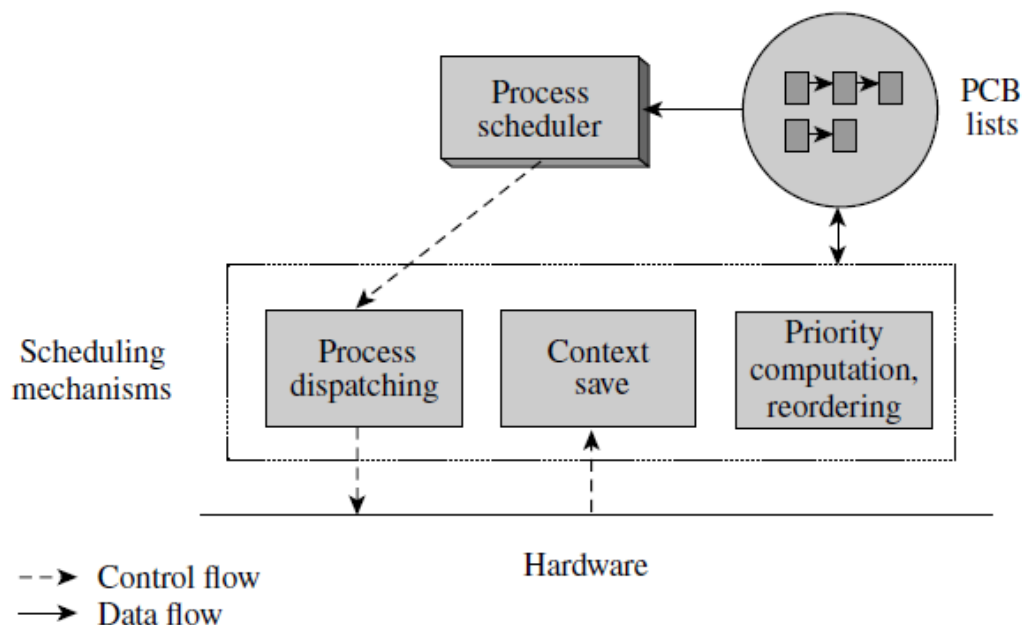 Process
scheduler
PCB
lists
Scheduling
mechanisms
Process
dispatching
Context
save
Priority
computation,
reordering
Hardware
Control flow
Data flow